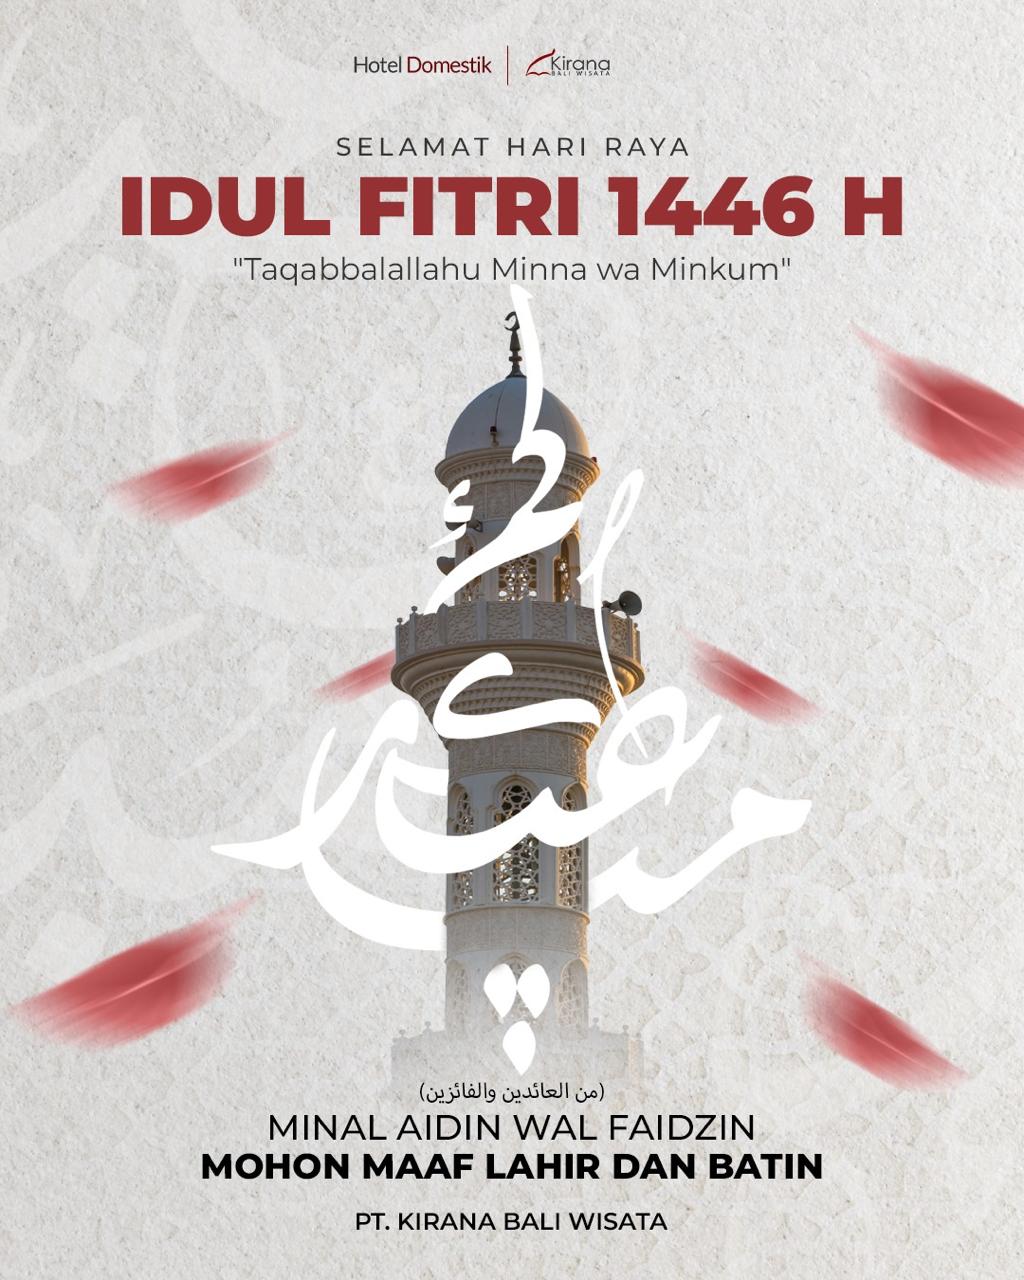 Hotel Domestik
Kirana
BALI WISATA
SELAMAT HARI RAYA
IDUL FITRI 1446 H
"Taqabbalallahu Minna wa Minkum"
(من العائدين والفائزين)
MINAL AIDIN WAL FAIDZIN
MOHON MAAF LAHIR DAN BATIN
PT. KIRANA BALI WISATA